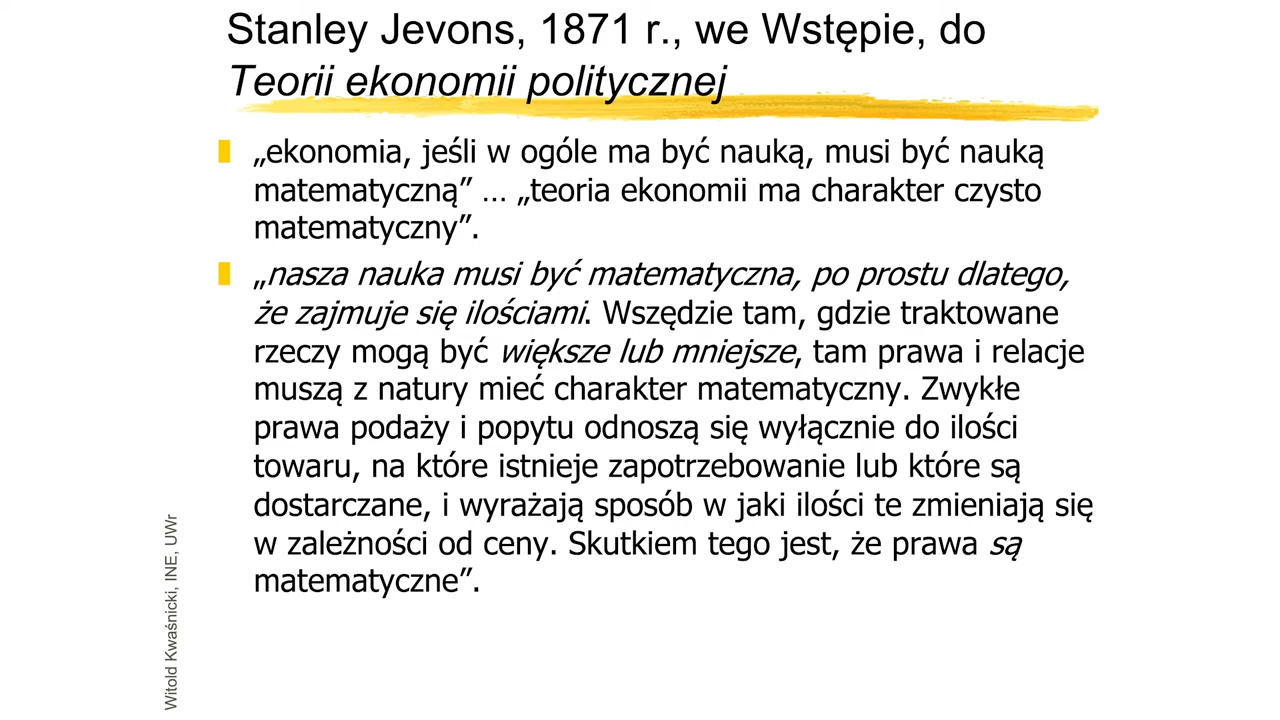 Stanley Jevons, 1871 r., we Wstępie, do
Teorii ekonomii politycznej
„ekonomia, jeśli w ogóle ma być nauką, musi być nauką
matematyczną” … „teoria ekonomii ma charakter czysto
matematyczny”.
„nasza nauka musi być matematyczna, po prostu dlatego,
że zajmuje się ilościami. Wszędzie tam, gdzie traktowane
rzeczy mogą być większe lub mniejsze, tam prawa i relacje
muszą z natury mieć charakter matematyczny. Zwykłe
prawa podaży i popytu odnoszą się wyłącznie do ilości
towaru, na które istnieje zapotrzebowanie lub które są
dostarczane, i wyrażają sposób w jaki ilości te zmieniają się
w zależności od ceny. Skutkiem tego jest, że prawa są
matematyczne”.
Witold Kwaśnicki, INE, UWr